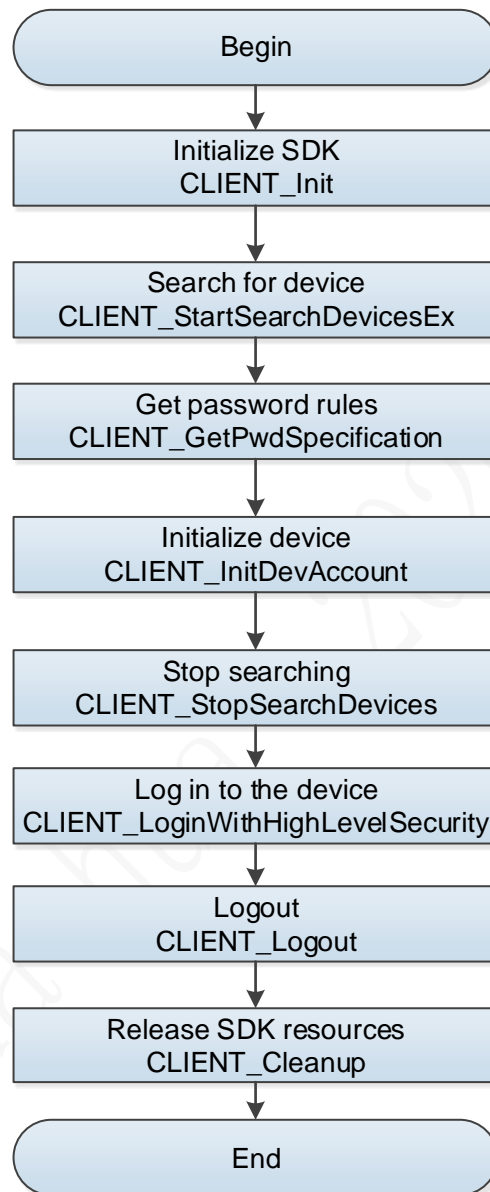 Begin
Initialize SDK
CLIENT_Init
Search for device
CLIENT_StartSearchDevicesEx
Get password rules
CLIENT_GetPwdSpecification
Initialize device
CLIENT_InitDevAccount
Stop searching
CLIENT_StopSearchDevices
Log in to the device
CLIENT_LoginWithHighLevelSecurity
Logout
CLIENT_Logout
Release SDK resources
CLIENT_Cleanup
End